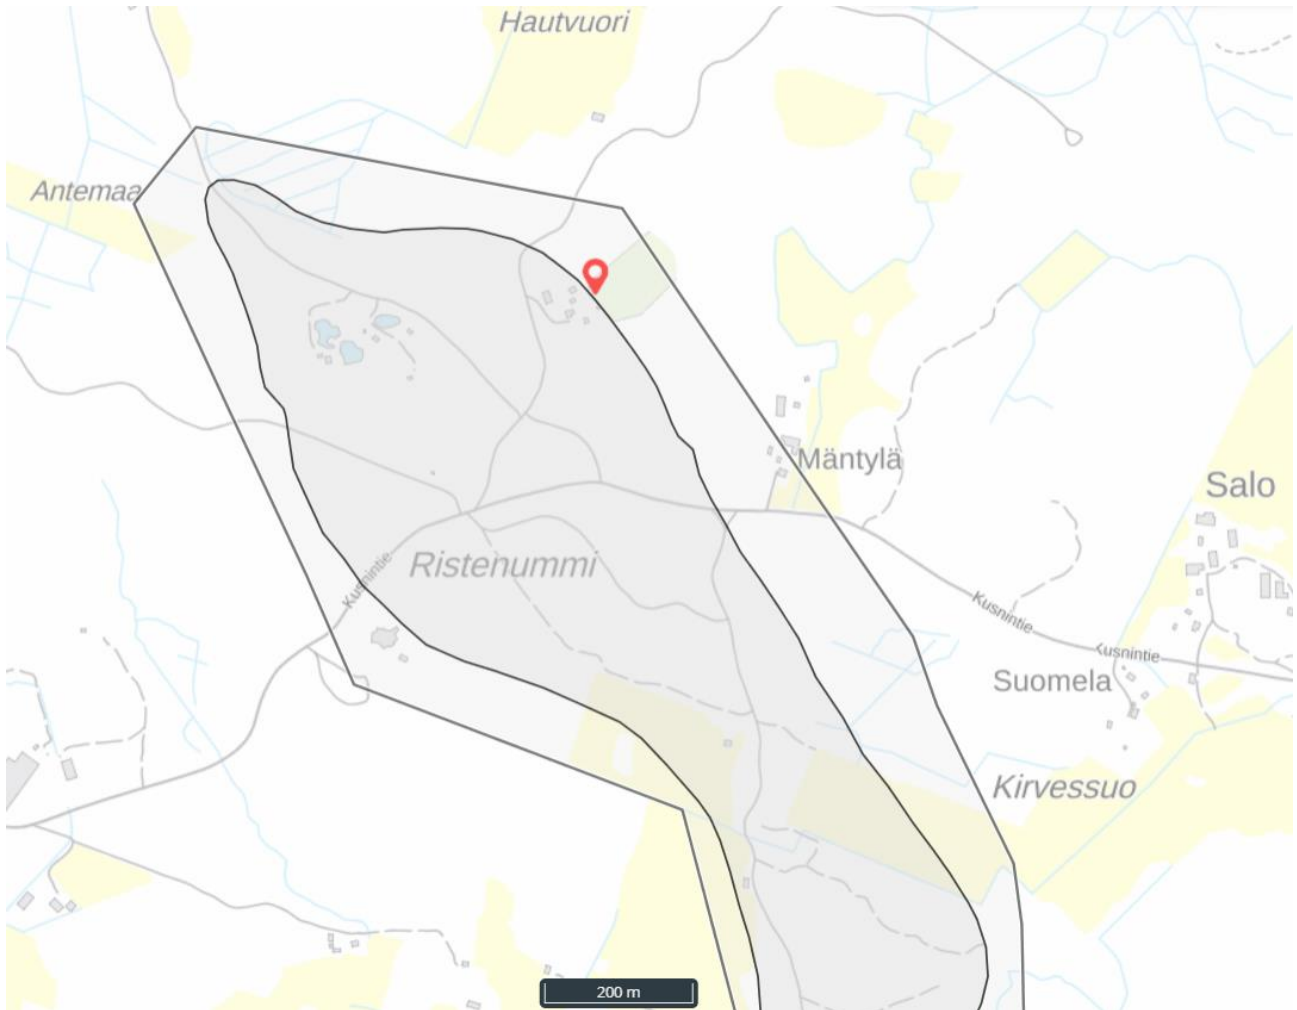 Hautvuori
Antemaa
Mäntylä
Salo
Ristenummi
Kusnintie
Kusnintie
Kusnintie
Suomela
Kirvessuo
200 m